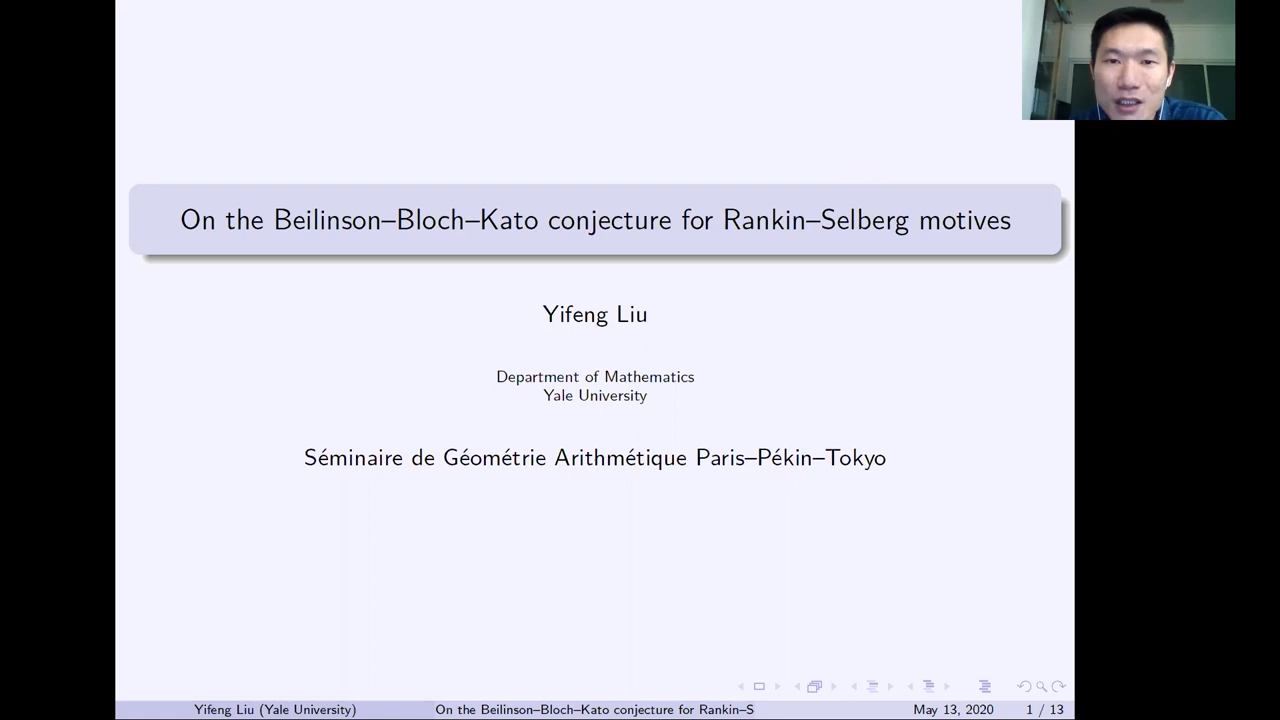 On the Beilinson–Bloch–Kato conjecture for Rankin–Selberg motives
Yifeng Liu
Department of Mathematics
Yale University
Séminaire de Géométrie Arithmétique Paris–Pékin–Tokyo
Yifeng Liu (Yale University) On the Beilinson–Bloch–Kato conjecture for Rankin–S May 13, 2020 1 / 13